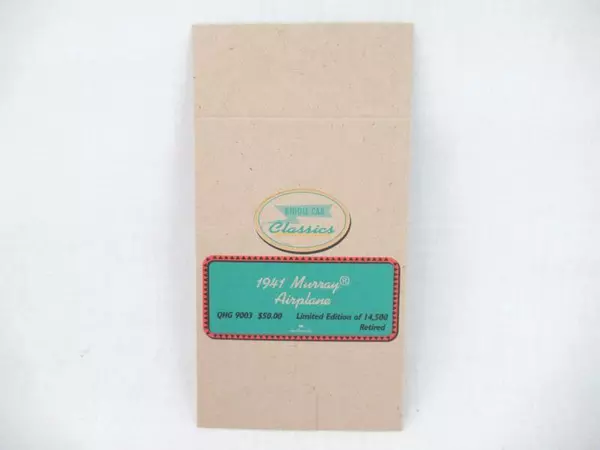 KIDDIE CAR
Classics
1941 Murray®
Airplane
QHG 9003 $50.00 Limited Edition of 14,500
Retired